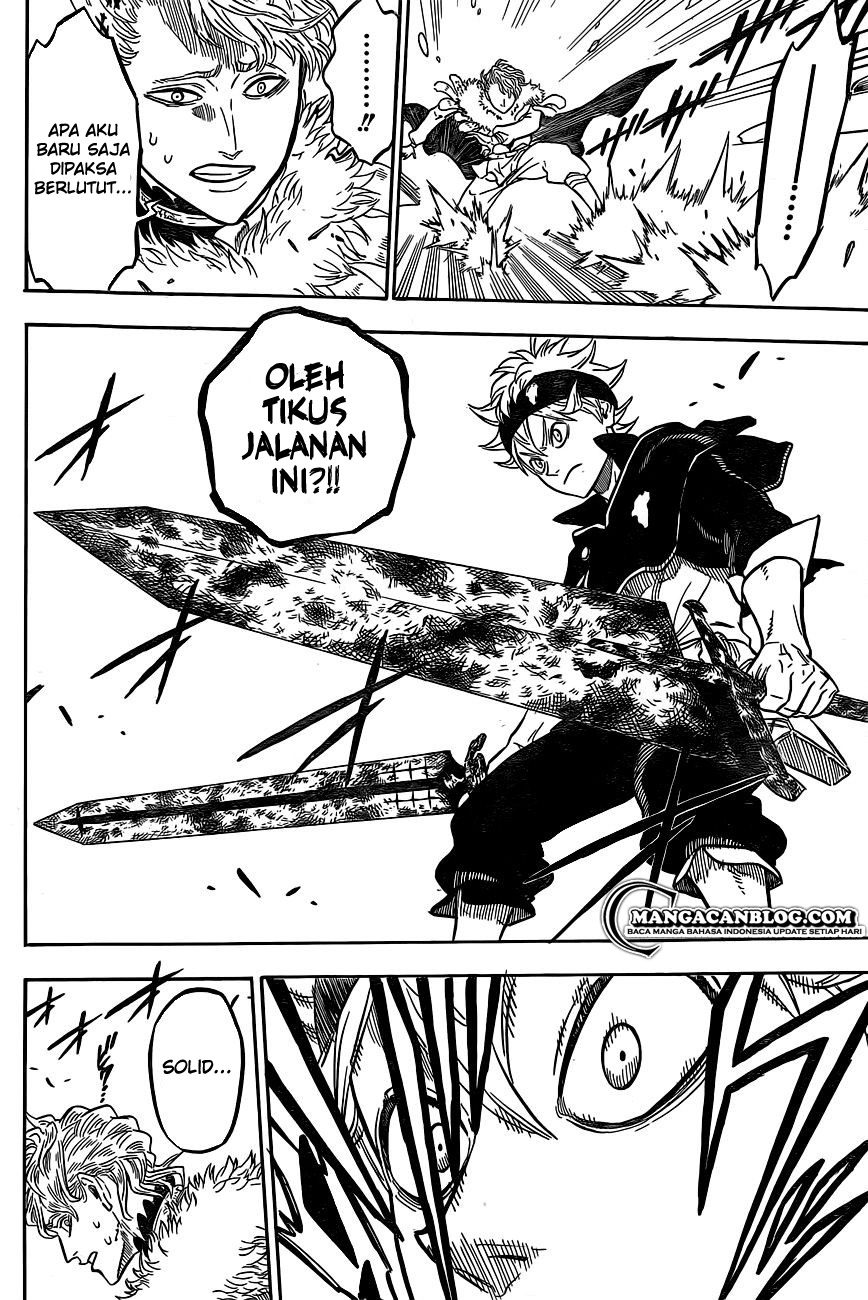 .........
.......!!
APA AKU
BARU SAJA
DIPAKSA
BERLUTUT...
OLEH
TIKUS
JALANAN
INI?!!
MANGACANBLOG.COM
BACA MANGA BAHASA INDONESIA UPDATE SETIAP HARI
SOLID...